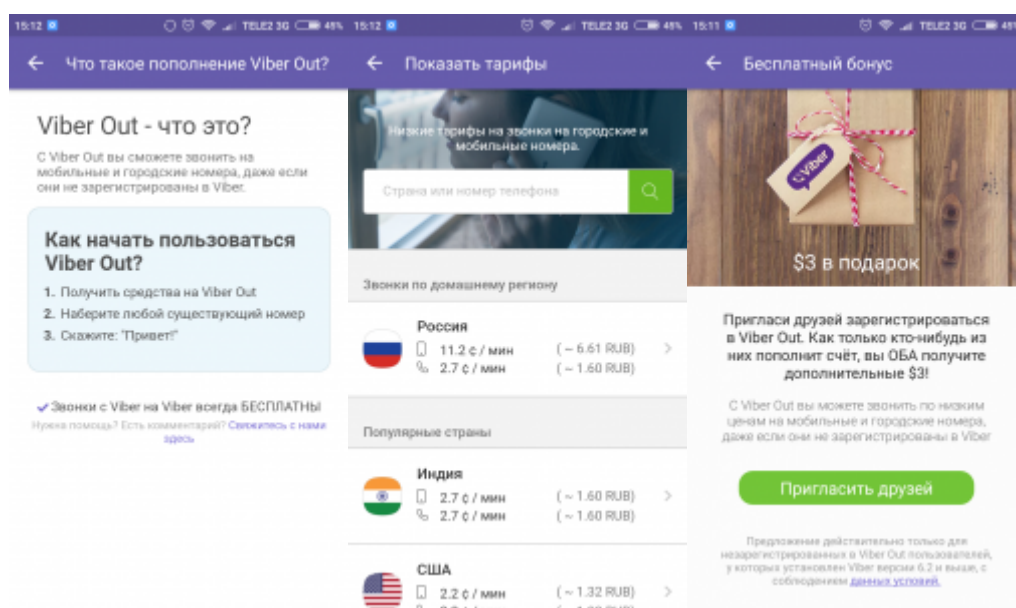 15:12
TELE2 3G
48%
Что такое пополнение Viber Out?
Viber Out - что это?
С Viber Out вы сможете звонить на
мобильные и городские номера, даже если
они не зарегистрированы в Viber.
Как начать пользоваться
Viber Out?
1. Получить средства на Viber Out
2. Наберите любой существующий номер
3. Скажите: "Привет!"
Звонки с Viber на Viber всегда БЕСПЛАТНЫ
Нужна помощь? Есть комментарий? Свяжитесь с нами
здесь
15:12
TELE2 3G
48%
Показать тарифы
Низкие тарифы на звонки на городские и
мобильные номера.
Страна или номер телефона
Звонки по домашнему региону
Россия
11.2 ¢ / мин (~ 6.61 RUB)
2.7 ¢ / мин (~ 1.60 RUB)
Популярные страны
Индия
2.7 ¢ / мин (~ 1.60 RUB)
2.7 ¢ / мин (~ 1.60 RUB)
США
2.2 ¢ / мин (~ 1.32 RUB)
15:11
TELE2 3G
Бесплатный бонус
Viber
$3 в подарок
Пригласи друзей зарегистрироваться
в Viber Out. Как только кто-нибудь из
них пополнит счёт, вы ОБА получите
дополнительные $3!
С Viber Out вы можете звонить по низким
ценам на мобильные и городские номера,
даже если они не зарегистрированы в Viber
Пригласить друзей
Предложение действительно только для
незарегистрированных в Viber Out пользователей,
у которых установлен Viber версии 6.2 и выше, с
соблюдением данных условий.